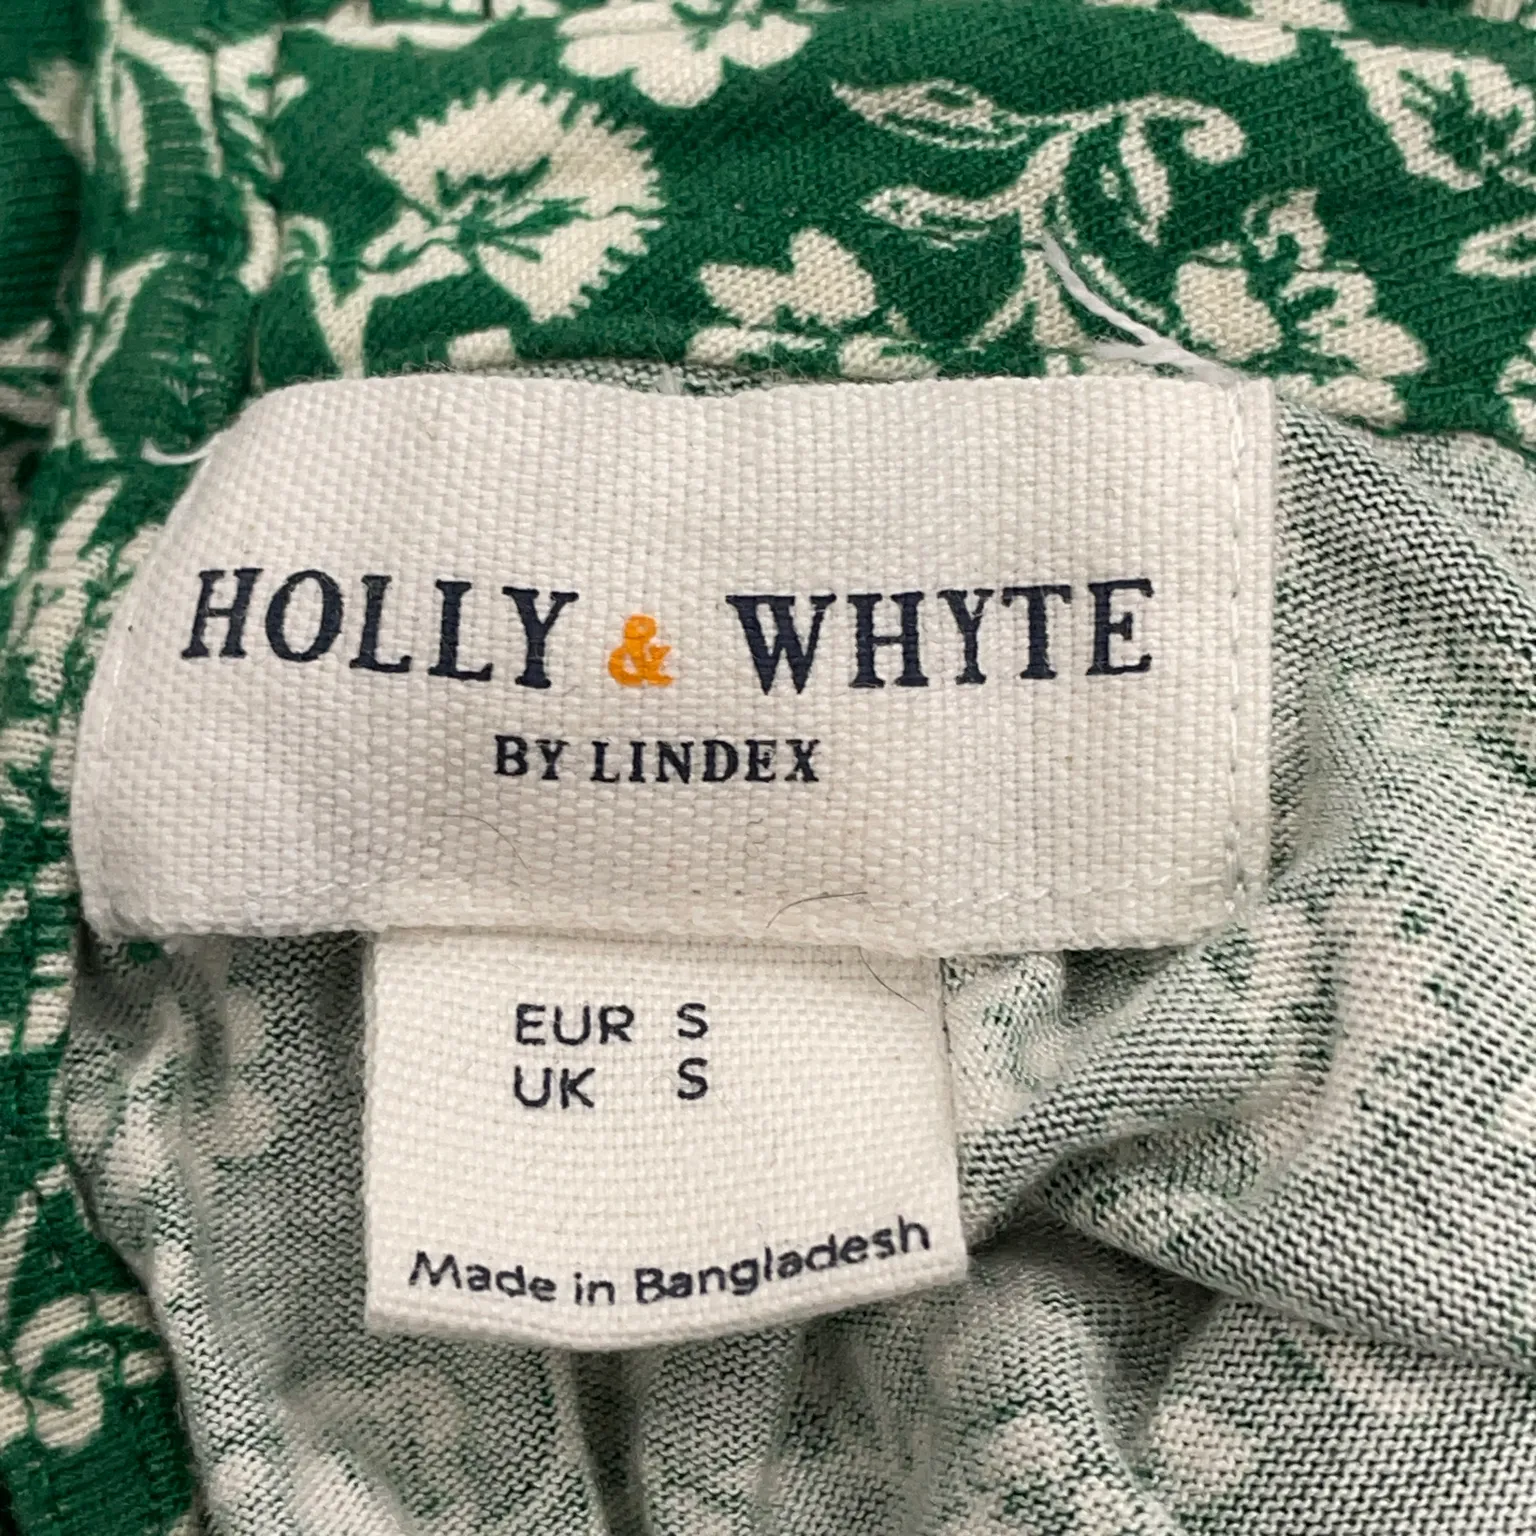 HOLLY & WHYTE
BY LINDEX
EUR S
UK S
Made in Bangladesh